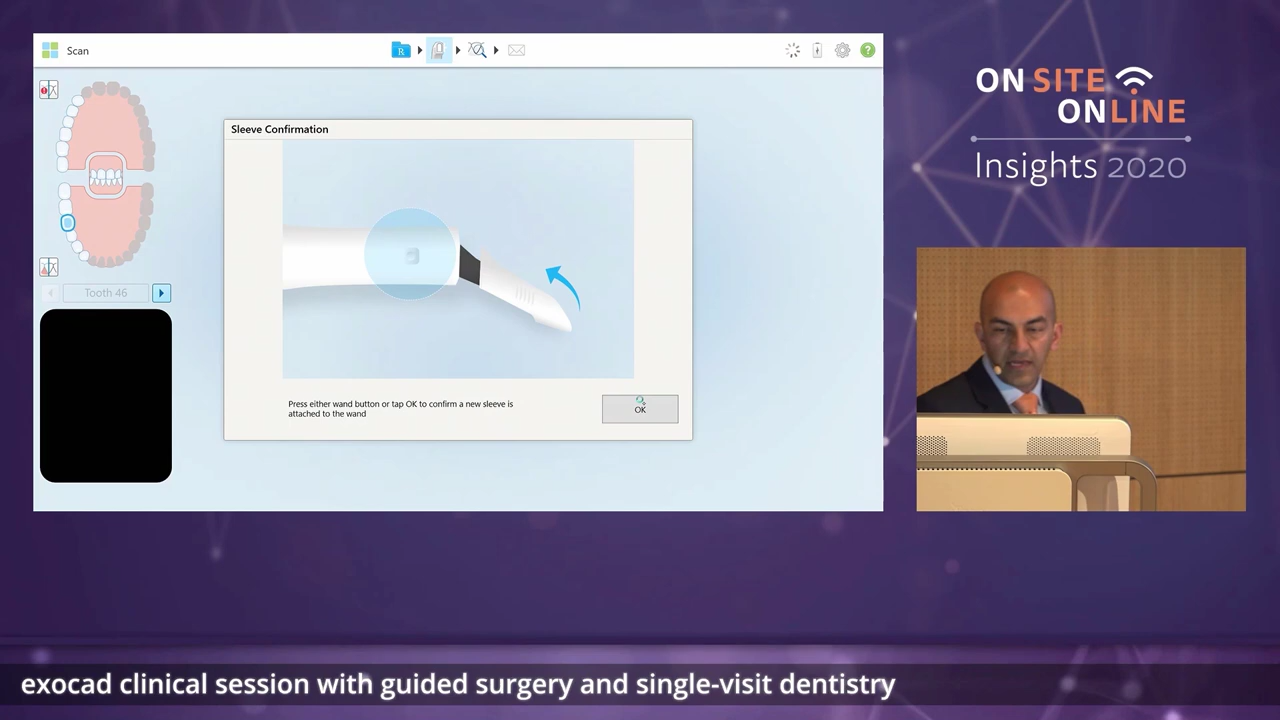 Scan
R
?
Sleeve Confirmation
Tooth 46
Press either wand button or tap OK to confirm a new sleeve is
attached to the wand
OK
ON SITE
ONLINE
Insights 2020
exocad clinical session with guided surgery and single-visit dentistry